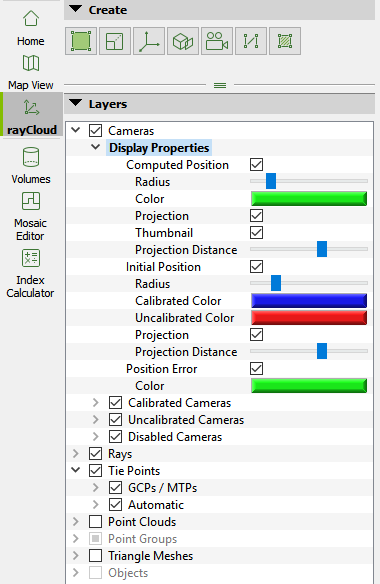 Create
Home
Map View
rayCloud
Volumes
Mosaic
Editor
Index
Calculator
Layers
Cameras
Display Properties
Computed Position
Radius
Color
Projection
Thumbnail
Projection Distance
Initial Position
Radius
Calibrated Color
Uncalibrated Color
Projection
Projection Distance
Position Error
Color
Calibrated Cameras
Uncalibrated Cameras
Disabled Cameras
Rays
Tie Points
GCPs / MTPs
Automatic
Point Clouds
Point Groups
Triangle Meshes
Objects